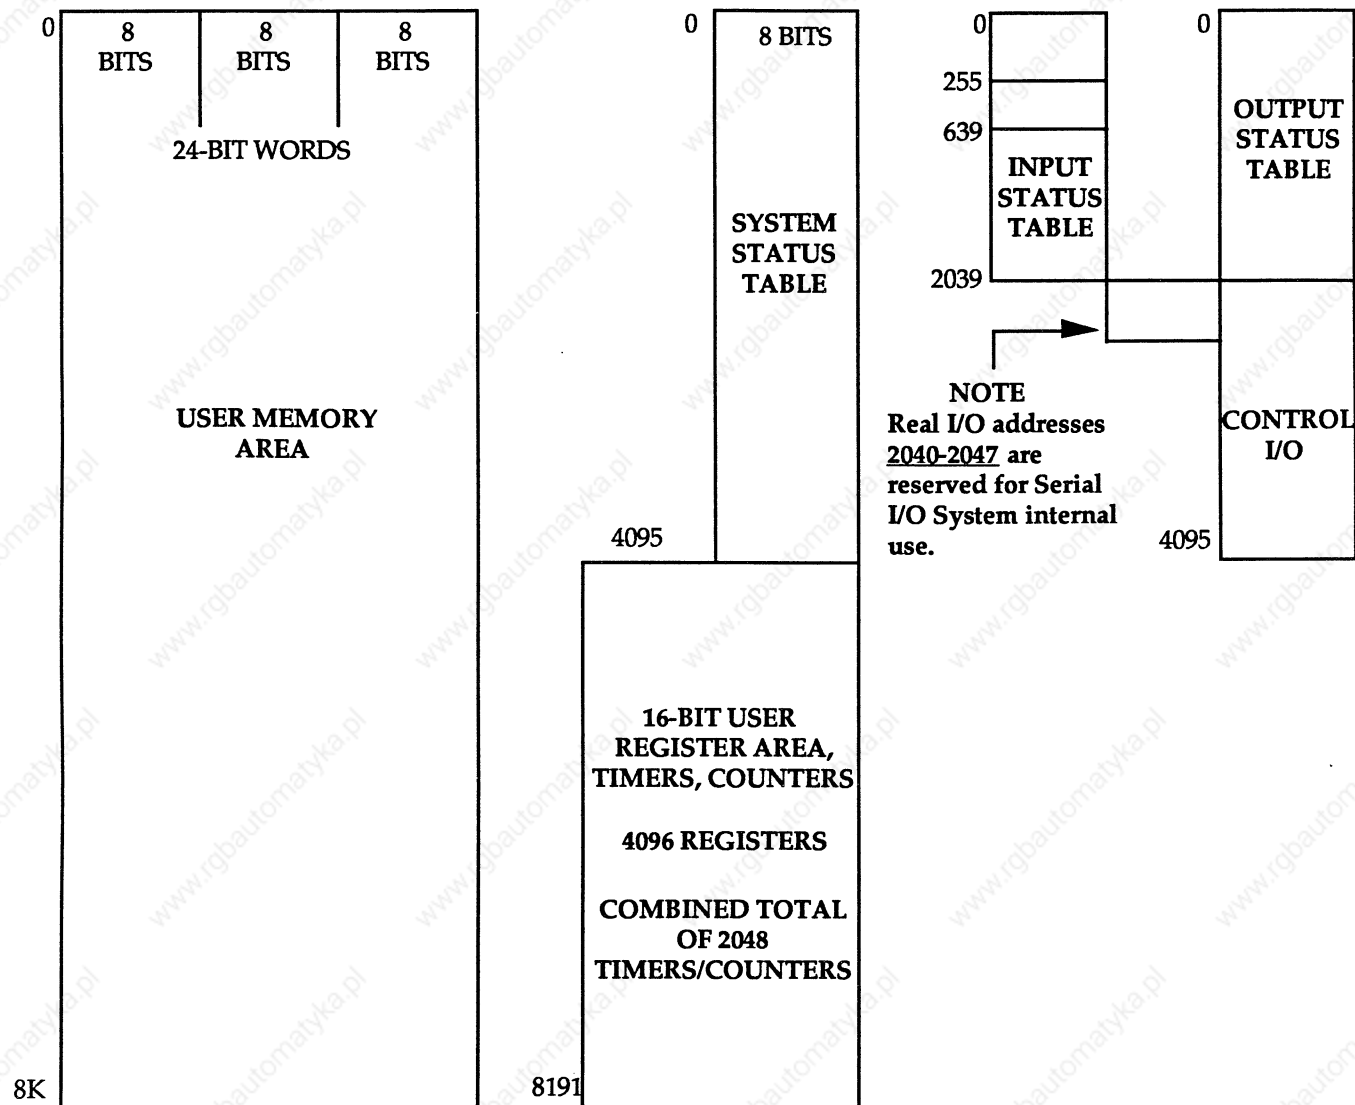 0
8
BITS
8
BITS
8
BITS
24-BIT WORDS
USER MEMORY
AREA
8K
0
8 BITS
SYSTEM
STATUS
TABLE
4095
16-BIT USER
REGISTER AREA,
TIMERS, COUNTERS
4096 REGISTERS
COMBINED TOTAL
OF 2048
TIMERS/COUNTERS
8191
0
255
639
INPUT
STATUS
TABLE
2039
NOTE
Real I/O addresses
2040-2047 are
reserved for Serial
I/O System internal
use.
0
OUTPUT
STATUS
TABLE
CONTROL
I/O
4095
www.rgbautomatyka.pl